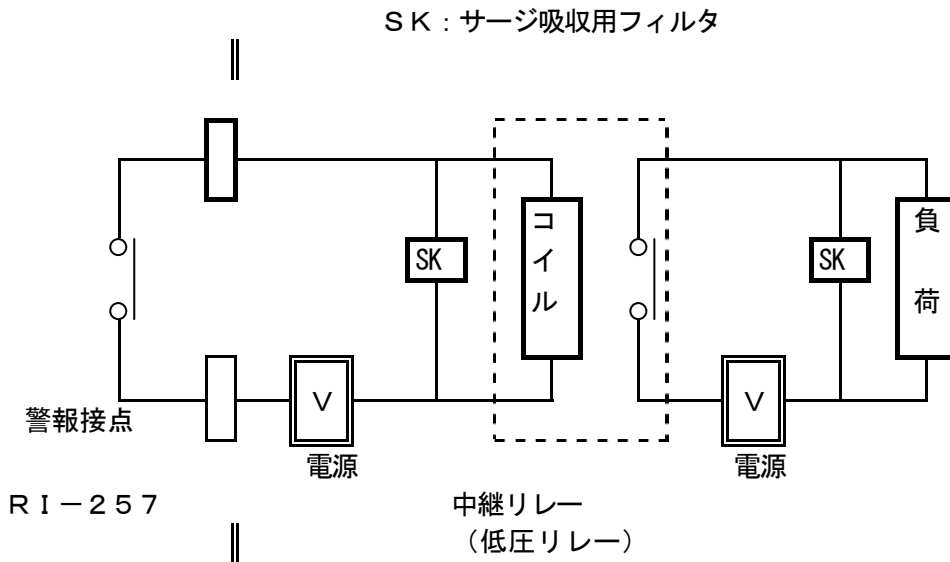 SK:サージ吸収用フィルタ
コイル
負荷
SK
SK
V
V
警報接点
電源
電源
RI-257
中継リレー
(低圧リレー)